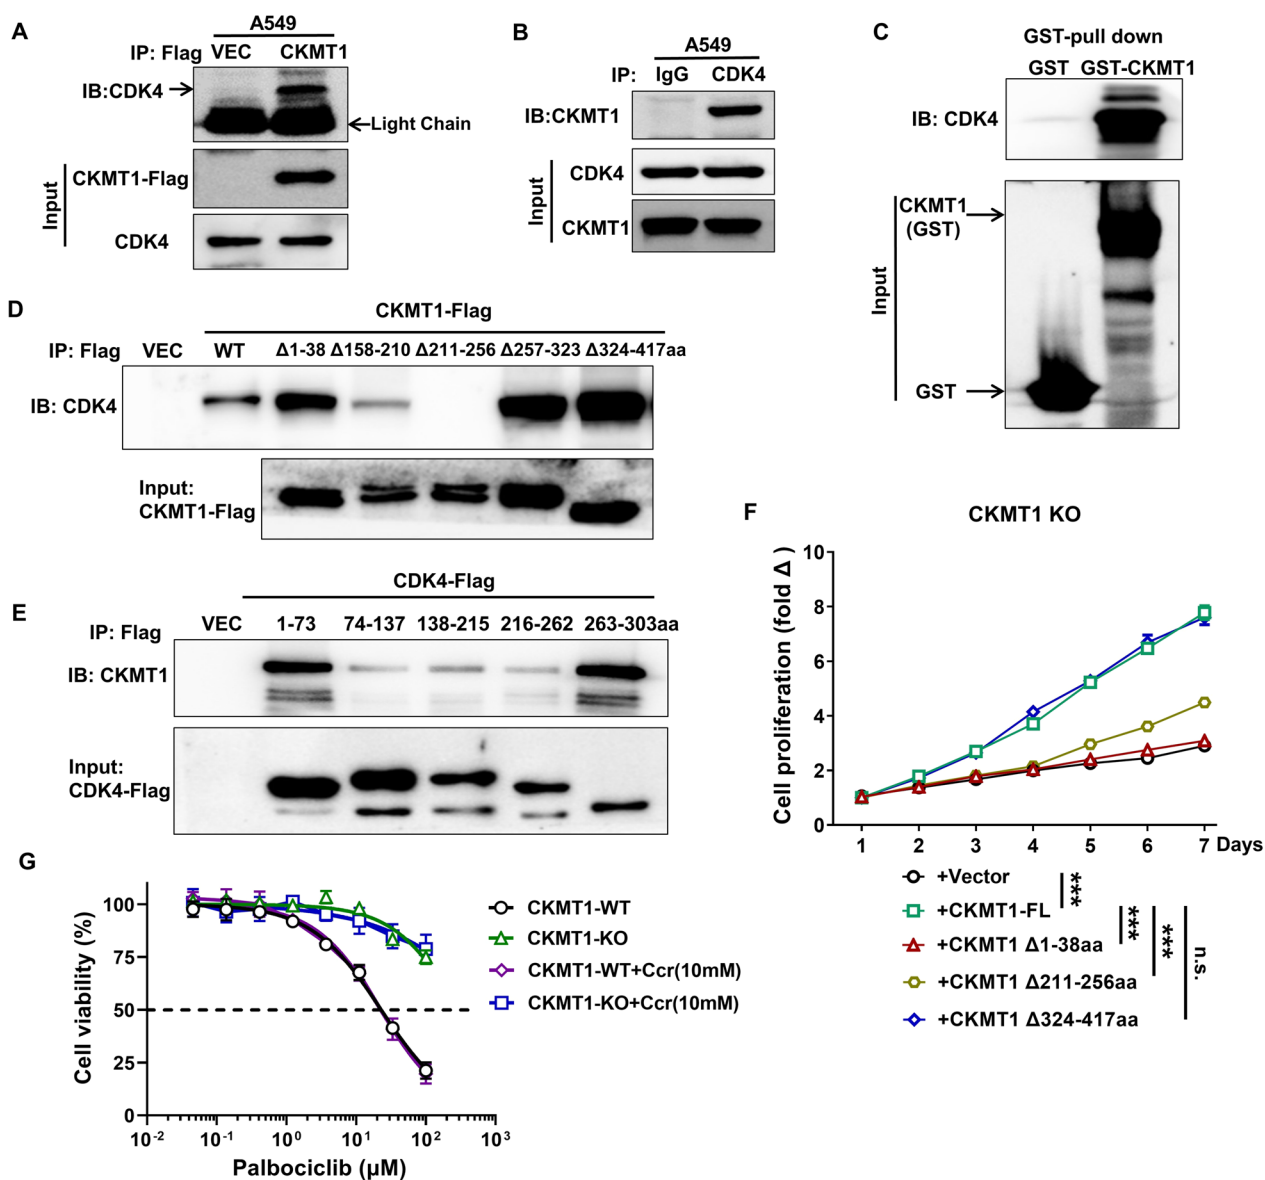 A
A549
IP: Flag VEC CKMT1
IB:CDK4
Light Chain
CKMT1-Flag
Input
CDK4
B
A549
IP: IgG CDK4
IB:CKMT1
CDK4
Input
CKMT1
C
GST-pull down
GST GST-CKMT1
IB: CDK4
CKMT1
(GST)
Input
GST
D
CKMT1-Flag
IP: Flag VEC WT Δ1-38 Δ158-210 Δ211-256 Δ257-323 Δ324-417aa
IB: CDK4
Input:
CKMT1-Flag
E
CDK4-Flag
IP: Flag VEC 1-73 74-137 138-215 216-262 263-303aa
IB: CKMT1
Input:
CDK4-Flag
F
CKMT1 KO
Cell proliferation (fold Δ )
10
8
6
4
2
0
1 2 3 4 5 6 7 Days
+Vector
+CKMT1-FL
+CKMT1 Δ1-38aa
+CKMT1 Δ211-256aa
+CKMT1 Δ324-417aa
***
***
***
n.s.
G
Cell viability (%)
100
75
50
25
0
10-2 10-1 100 101 102 103
Palbociclib (μM)
CKMT1-WT
CKMT1-KO
CKMT1-WT+Ccr(10mM)
CKMT1-KO+Ccr(10mM)